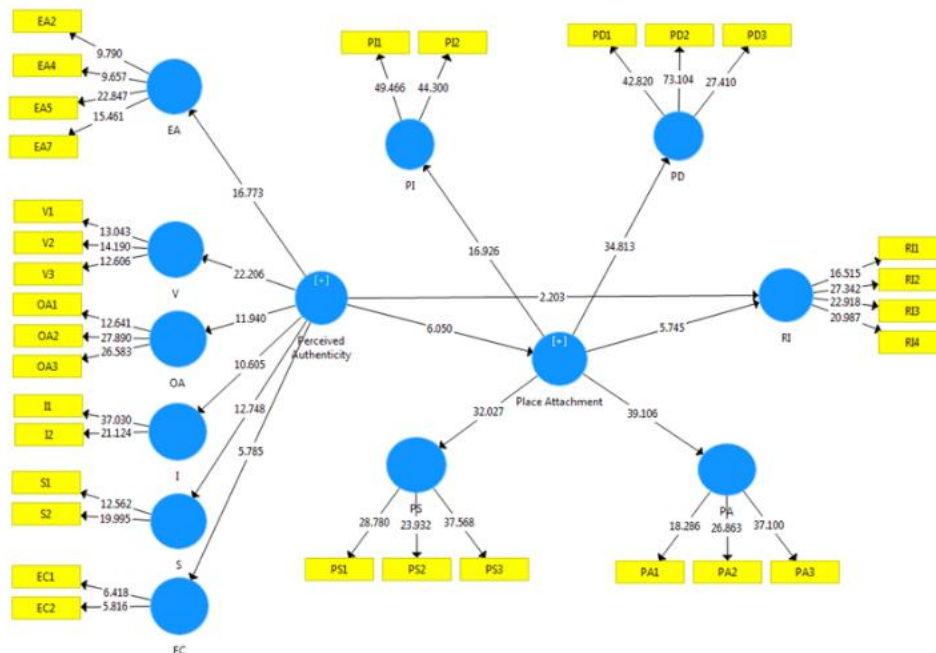 EA2
EA4
EA5
EA7
9.790
9.657
22.847
15.461
EA
PI1
PI2
49.466
44.300
PI
PD1
PD2
PD3
42.820
73.104
27.410
PD
16.773
16.926
34.813
V1
V2
V3
13.043
14.190
12.606
V
22.206
OA1
OA2
OA3
12.641
27.890
26.583
OA
11.940
[+]
Perceived
Authenticity
2.203
6.050
5.745
[+]
Place Attachment
RI
16.515
27.342
22.918
20.987
RI1
RI2
RI3
RI4
I1
I2
37.030
21.124
I
10.605
12.748
5.785
S1
S2
12.562
19.995
S
EC1
EC2
6.418
5.816
EC
32.027
39.106
PS
28.780
23.932
37.568
PS1
PS2
PS3
PA
18.286
26.863
37.100
PA1
PA2
PA3